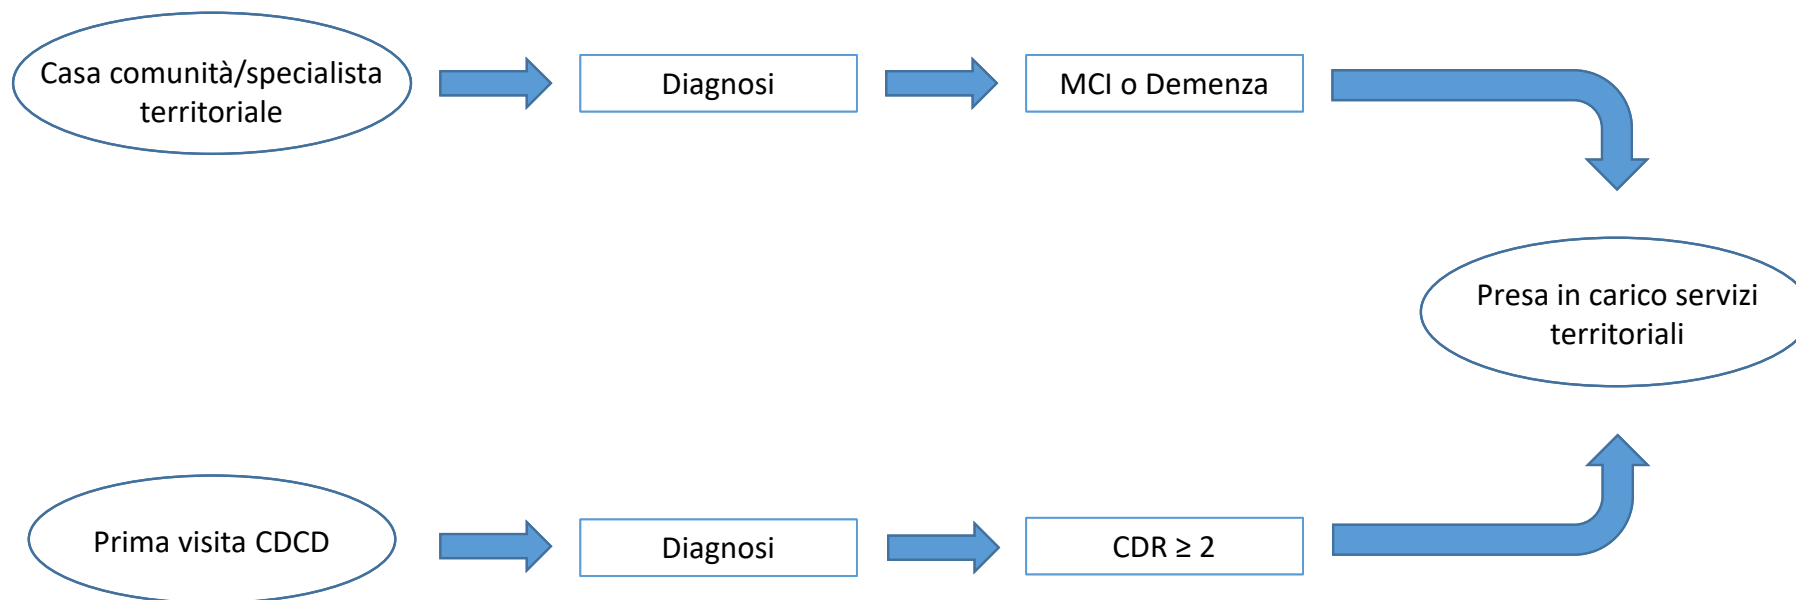 Casa comunità/specialista
territoriale
Diagnosi
MCI o Demenza
Presa in carico servizi
territoriali
Prima visita CDCD
Diagnosi
CDR ≥ 2